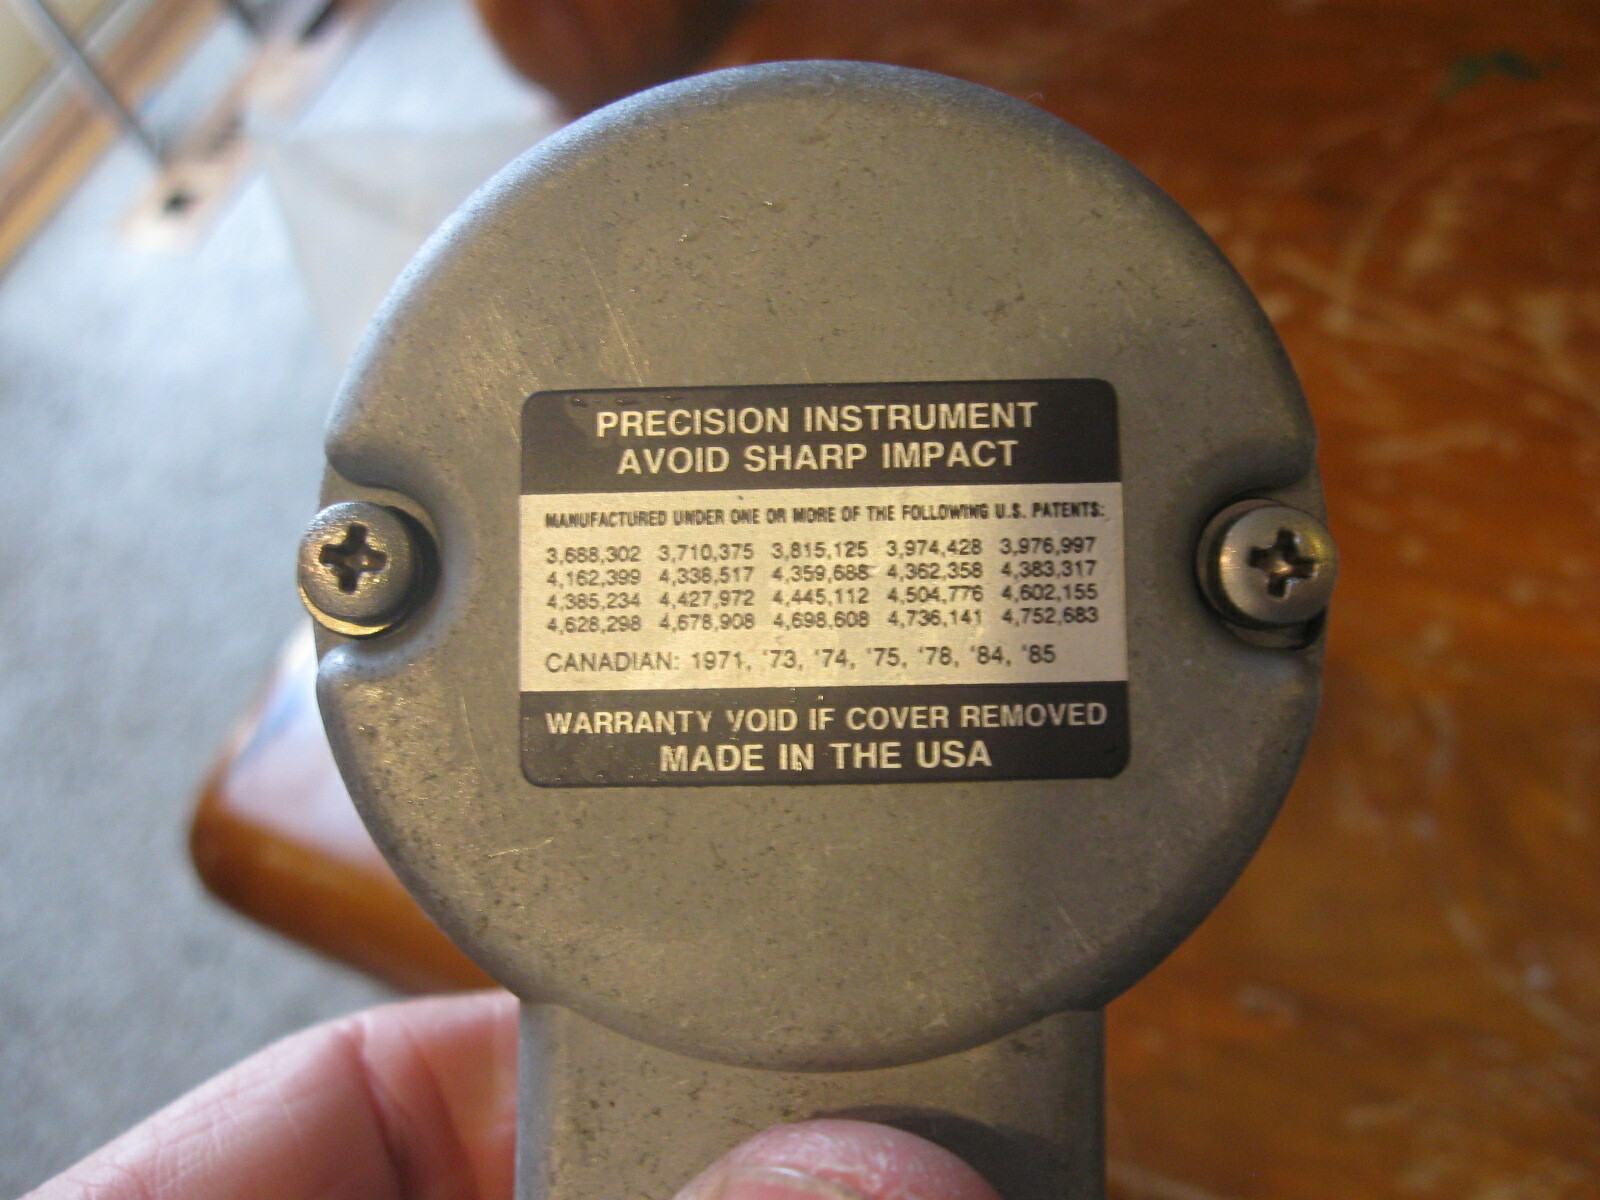 PRECISION INSTRUMENT
AVOID SHARP IMPACT
MANUFACTURED UNDER ONE OR MORE OF THE FOLLOWING U.S. PATENTS:
3,688,302 3,710,375 3,815,125 3,974,428 3,976,997
4,162,399 4,338,517 4,359,688 4,362,358 4,383,317
4,385,234 4,427,972 4,445,112 4,504,776 4,602,155
4,628,298 4,678,908 4,698,608 4,736,141 4,752,683
CANADIAN: 1971, '73, '74, '75, '78, '84, '85
WARRANTY VOID IF COVER REMOVED
MADE IN THE USA